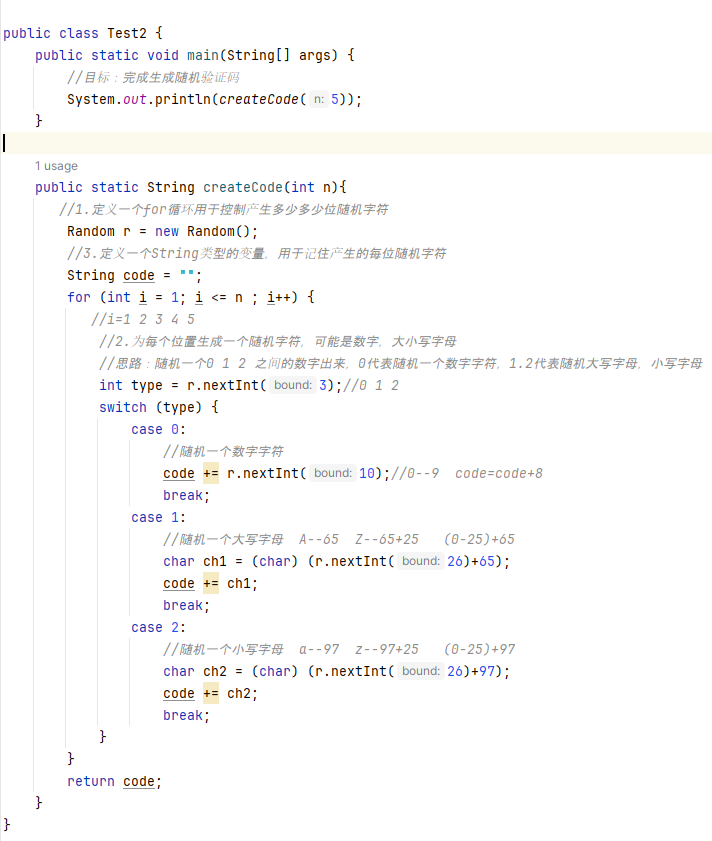 public class Test2 {
public static void main(String[] args) {
//目标：完成生成随机验证码
System.out.println(createCode( n: 5));
}
1 usage
public static String createCode(int n){
//1.定义一个for循环用于控制产生多少多少位随机字符
Random r = new Random();
//3.定义一个String类型的变量，用于记住产生的每位随机字符
String code = "";
for (int i = 1; i <= n ; i++) {
//i=1 2 3 4 5
//2.为每个位置生成一个随机字符，可能是数字，大小写字母
//思路：随机一个0 1 2 之间的数字出来，0代表随机一个数字字符，1.2代表随机大写字母，小写字母
int type = r.nextInt( bound: 3);//0 1 2
switch (type) {
case 0:
//随机一个数字字符
code += r.nextInt( bound: 10);//0--9  code=code+8
break;
case 1:
//随机一个大写字母  A--65  Z--65+25   (0-25)+65
char ch1 = (char) (r.nextInt( bound: 26)+65);
code += ch1;
break;
case 2:
//随机一个小写字母  a--97  z--97+25   (0-25)+97
char ch2 = (char) (r.nextInt( bound: 26)+97);
code += ch2;
break;
}
}
return code;
}
}